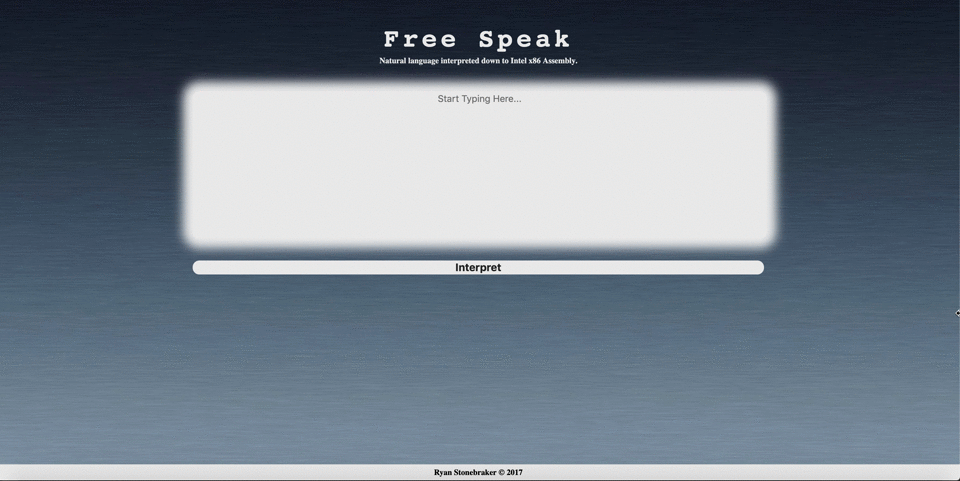 Free Speak
Natural language interpreted down to Intel x86 Assembly.
Start Typing Here...
Interpret
Ryan Stonebraker © 2017